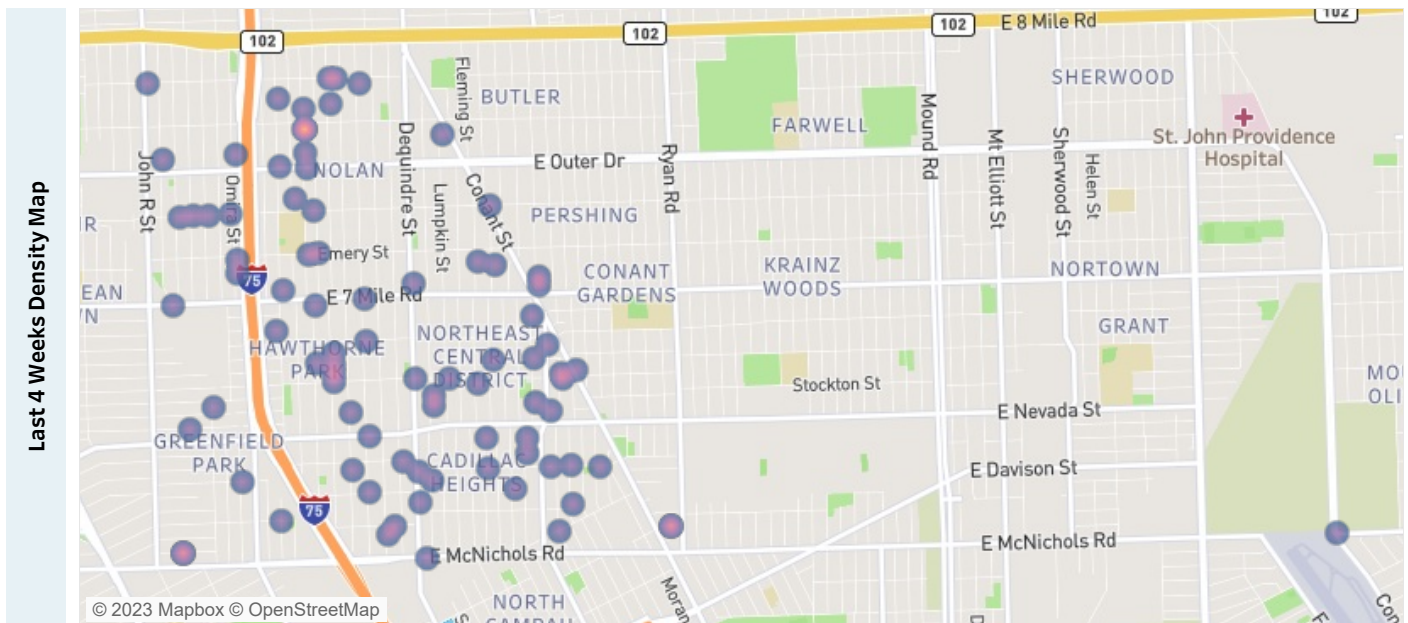 Last 4 Weeks Density Map
102
102
102
E 8 Mile Rd
102
SHERWOOD
Fleming St
BUTLER
FARWELL
St. John Providence
Hospital
Mound Rd
Mt Elliott St
Sherwood St
Helen St
John R St
Omira St
NOLAN
Dequindre St
E Outer Dr
Ryan Rd
Lumpkin St
Conant St
PERSHING
Emery St
75
CONANT
GARDENS
KRAINZ
WOODS
NORTOWN
E 7 Mile Rd
EAN
GRANT
NORTHEAST
CENTRAL
DISTRICT
HAWTHORNE
PARK
Stockton St
MOU
OLI
E Nevada St
GREENFIELD
PARK
CADILLAC
HEIGHTS
E Davison St
75
E McNichols Rd
E McNichols Rd
NORTH
Moran
© 2023 Mapbox © OpenStreetMap